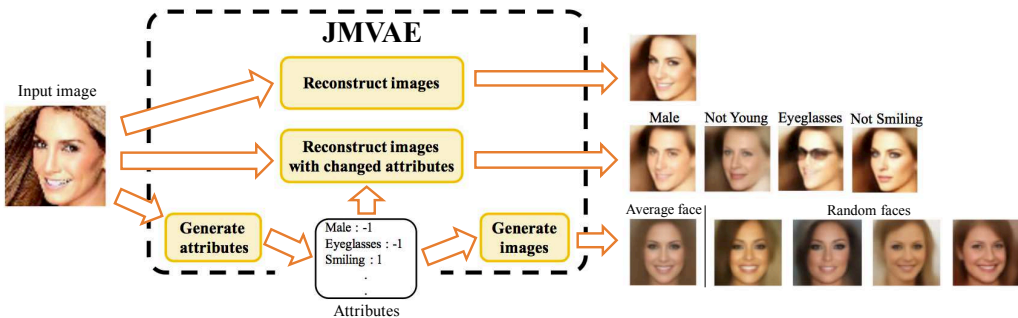 JMVAE
Input image
Reconstruct images
Reconstruct images
with changed attributes
Male Not Young Eyeglasses Not Smiling
Generate
attributes
Male : -1
Eyeglasses : -1
Smiling : 1
.
.
Attributes
Generate
images
Average face Random faces